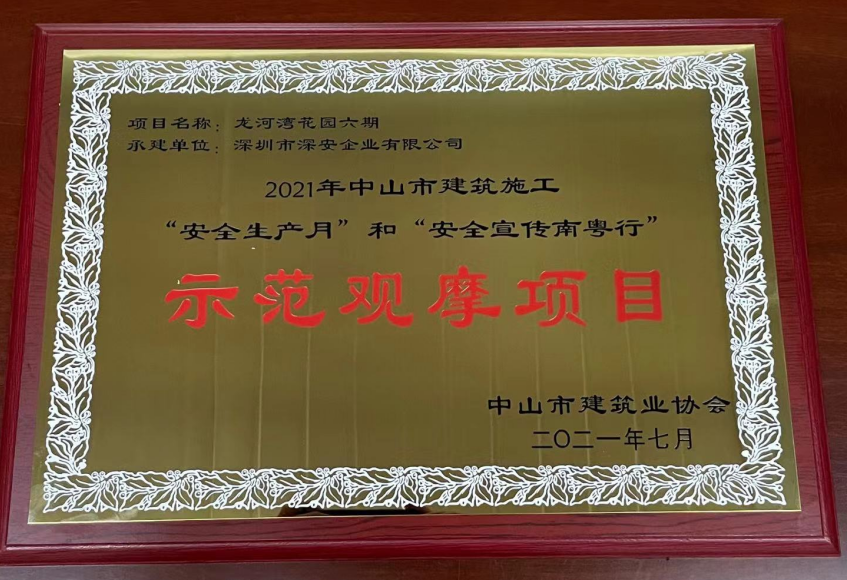 项目名称：龙河湾花园六期
承建单位：深圳市深安企业有限公司
2021年中山市建筑施工
“安全生产月”和“安全宣传南粤行”
示范观摩项目
中山市建筑业协会
二〇二一年七月